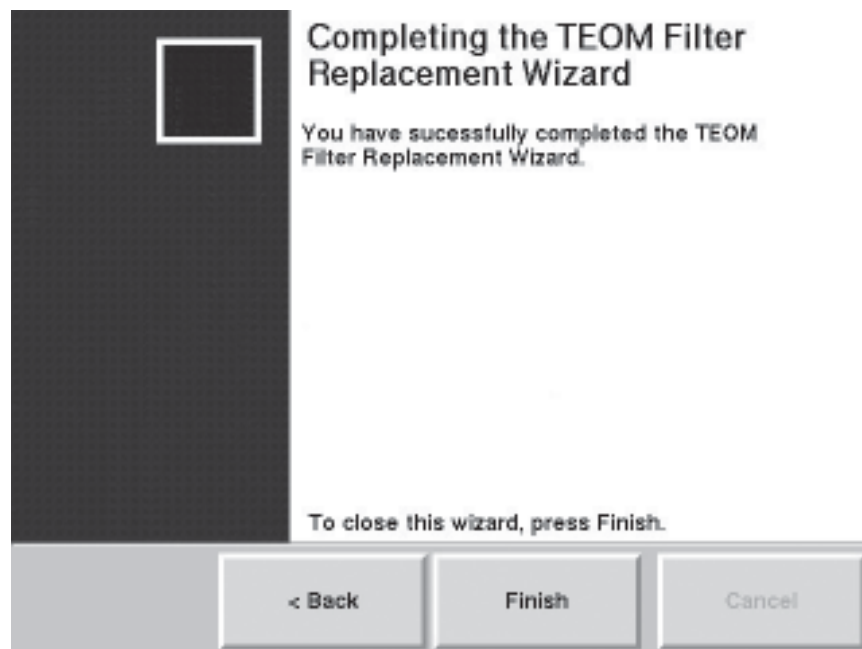 Completing the TEOM Filter
Replacement Wizard
You have sucessfully completed the TEOM
Filter Replacement Wizard.
To close this wizard, press Finish.
< Back
Finish
Cancel